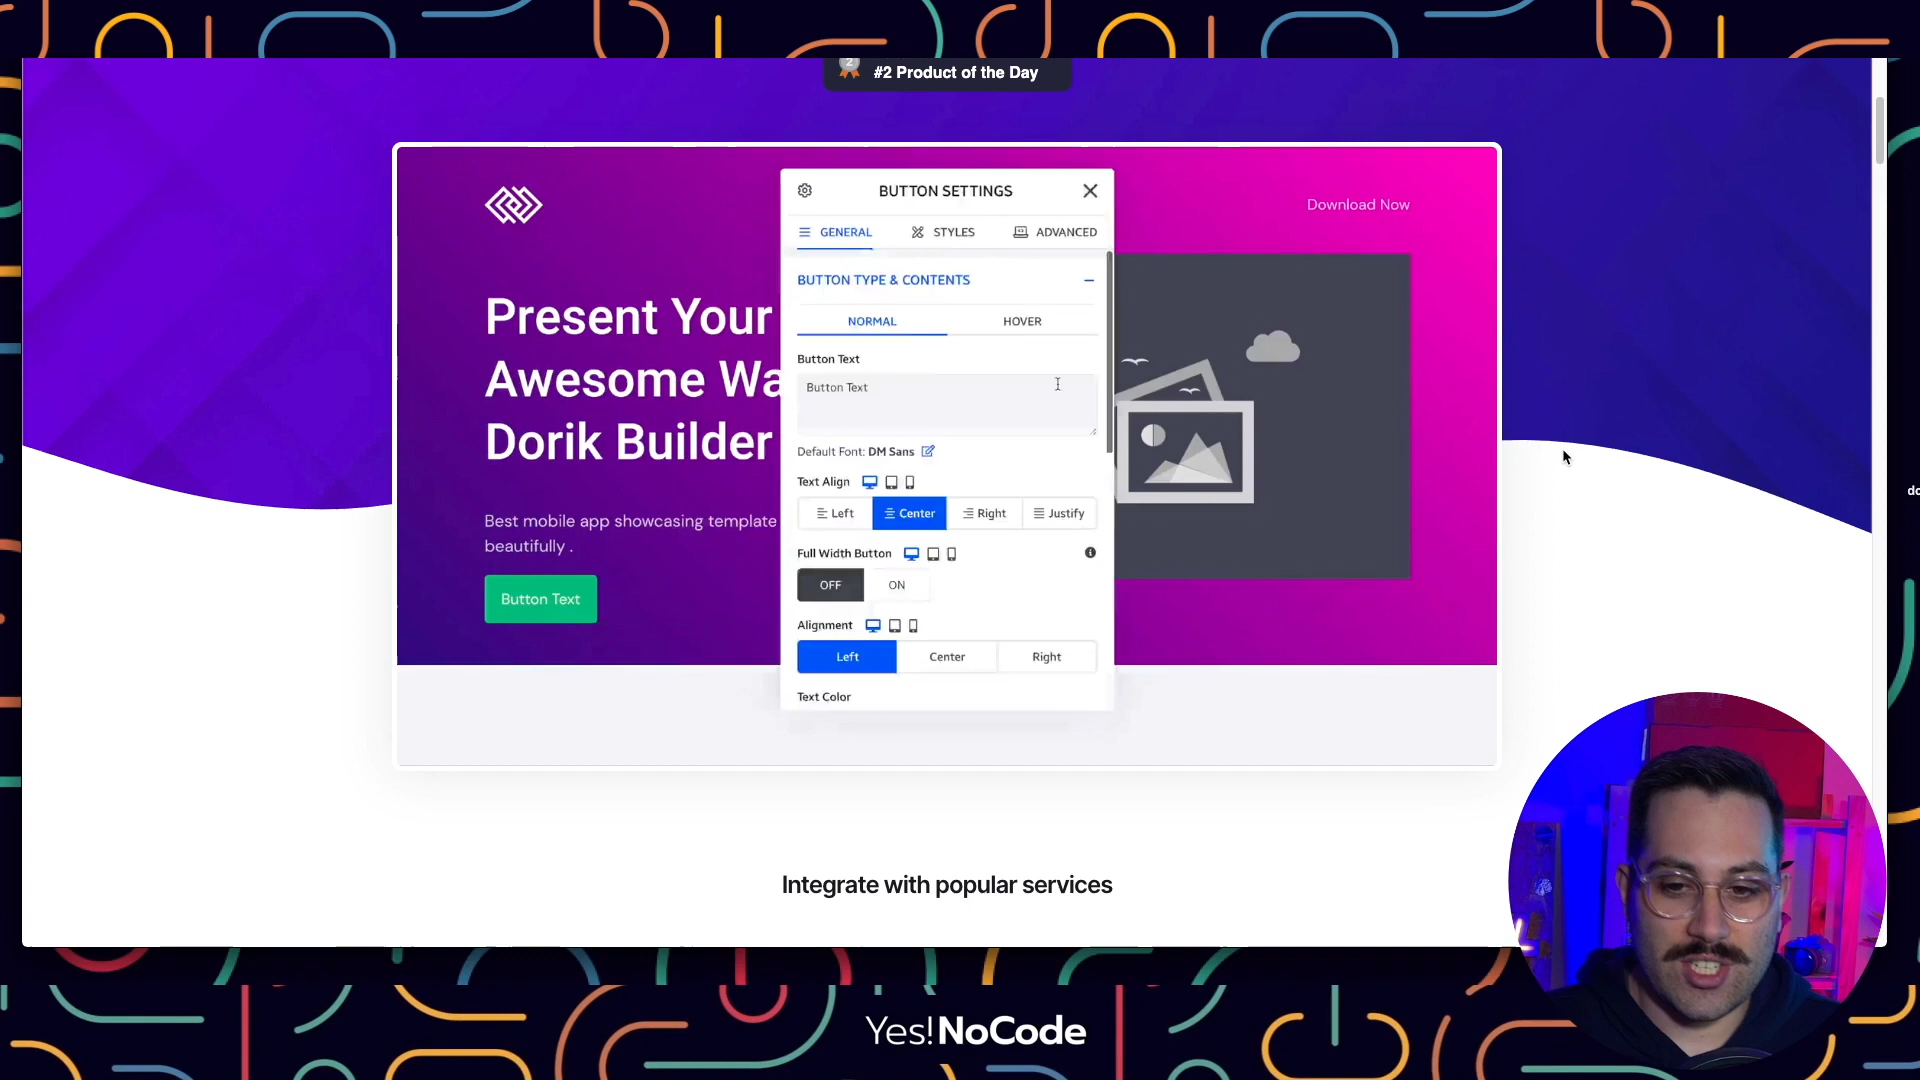 2
#2 Product of the Day
Download Now
Present Your
Awesome Wa
Dorik Builder
Best mobile app showcasing template
beautifully .
Button Text
BUTTON SETTINGS
GENERAL
STYLES
ADVANCED
BUTTON TYPE & CONTENTS
NORMAL
HOVER
Button Text
Button Text
Default Font: DM Sans
Text Align
Left
Center
Right
Justify
Full Width Button
OFF
ON
Alignment
Left
Center
Right
Text Color
Integrate with popular services
Yes!NoCode